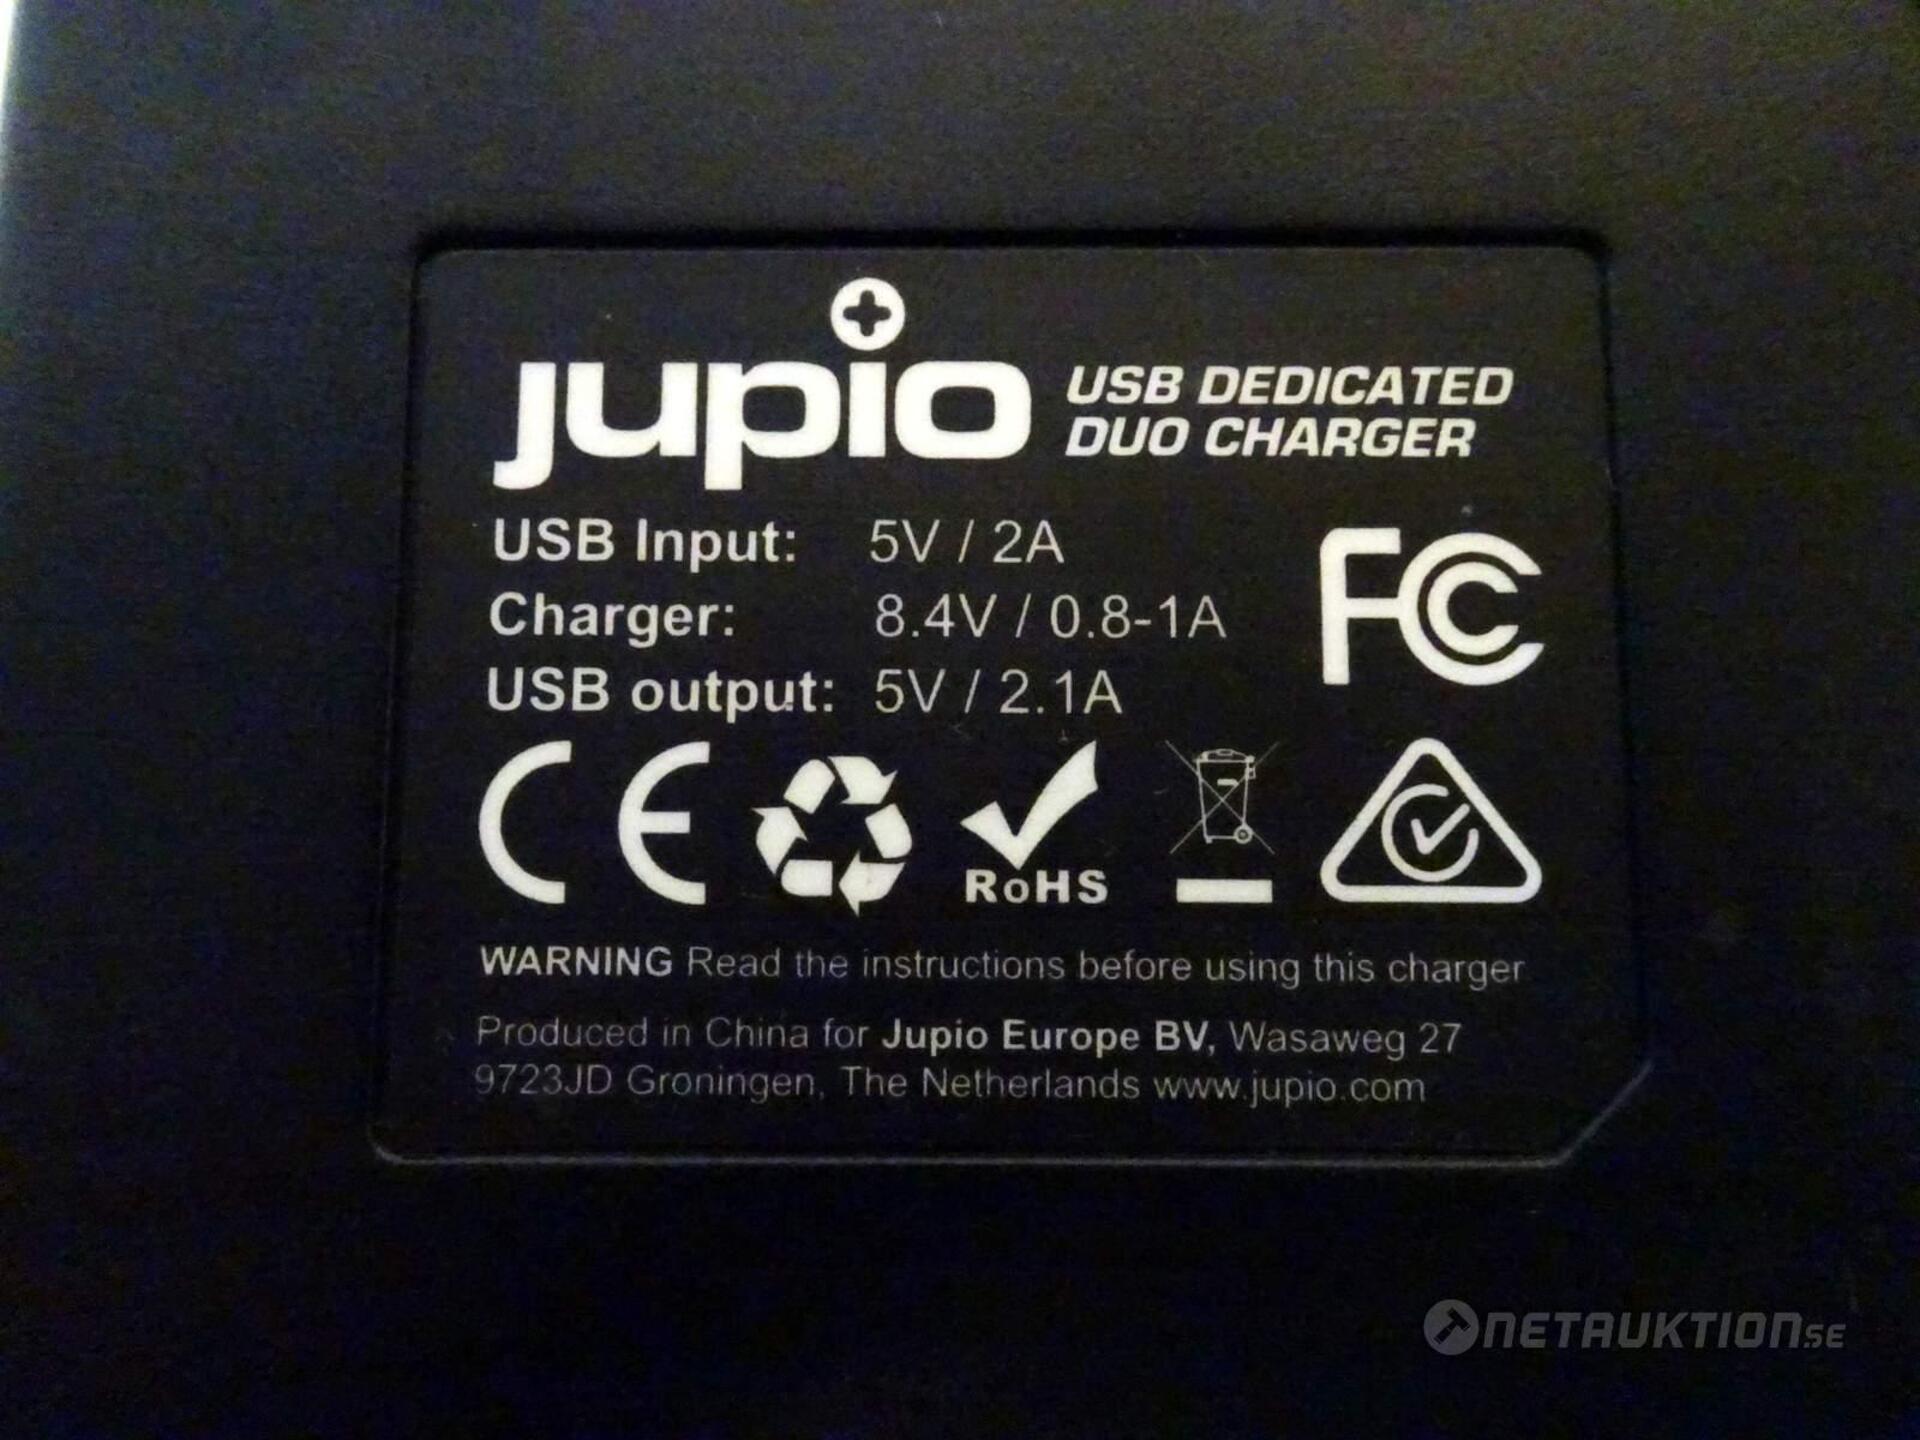 jupio USB DEDICATED
DUO CHARGER
USB Input: 5V / 2A
Charger: 8.4V / 0.8-1A
USB output: 5V / 2.1A
FC
CE
RoHS
WARNING Read the instructions before using this charger
Produced in China for Jupio Europe BV, Wasaweg 27
9723JD Groningen, The Netherlands www.jupio.com
NETAUKTION.SE